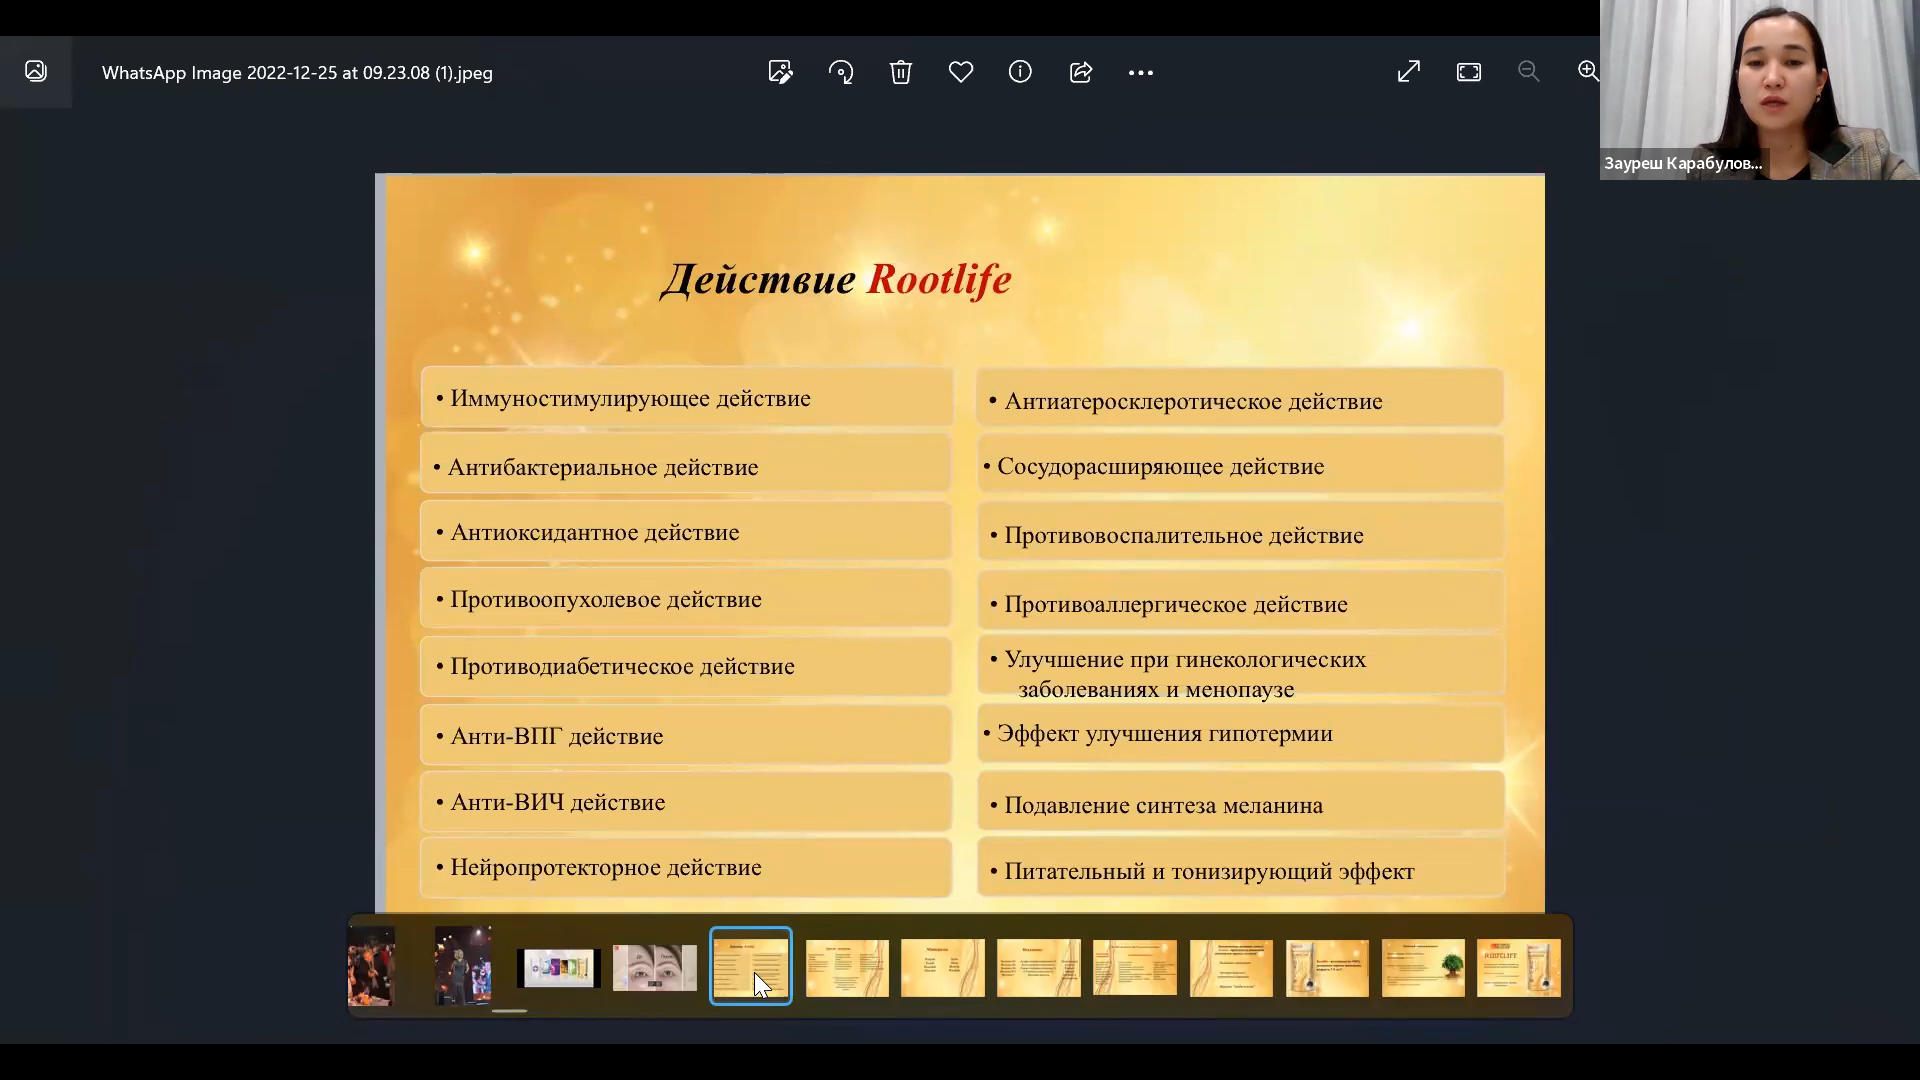 WhatsApp Image 2022-12-25 at 09.23.08 (1).jpeg
Зауреш Карабулов...
Действие Rootlife
• Иммуностимулирующее действие
• Антибактериальное действие
• Антиоксидантное действие
• Противоопухолевое действие
• Противодиабетическое действие
• Анти-ВПГ действие
• Анти-ВИЧ действие
• Нейропротекторное действие
• Антиатеросклеротическое действие
• Сосудорасширяющее действие
• Противовоспалительное действие
• Противоаллергическое действие
• Улучшение при гинекологических
заболеваниях и менопаузе
• Эффект улучшения гипотермии
• Подавление синтеза меланина
• Питательный и тонизирующий эффект